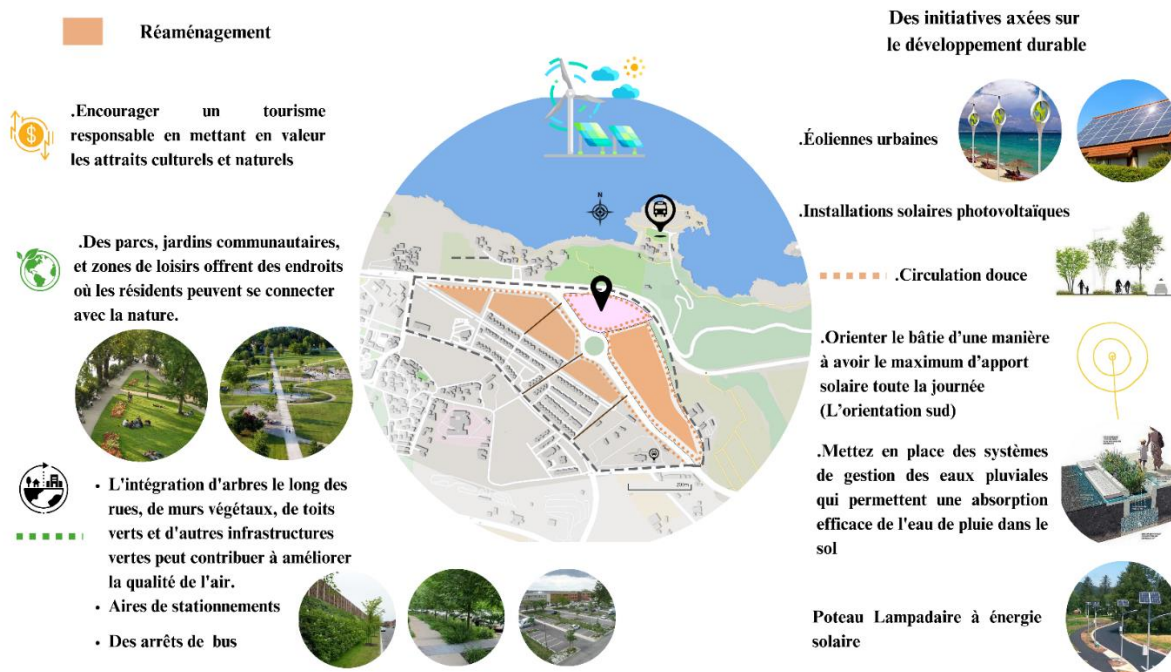 Réaménagement
.Encourager un tourisme
responsable en mettant en valeur
les attraits culturels et naturels
.Des parcs, jardins communautaires,
et zones de loisirs offrent des endroits
où les résidents peuvent se connecter
avec la nature.
• L'intégration d'arbres le long des
rues, de murs végétaux, de toits
verts et d'autres infrastructures
vertes peut contribuer à améliorer
la qualité de l'air.
• Aires de stationnements
• Des arrêts de bus
N
200 m
Des initiatives axées sur
le développement durable
.Éoliennes urbaines
.Installations solaires photovoltaïques
.Circulation douce
.Orienter le bâtie d'une manière
à avoir le maximum d'apport
solaire toute la journée
(L'orientation sud)
.Mettez en place des systèmes
de gestion des eaux pluviales
qui permettent une absorption
efficace de l'eau de pluie dans le
sol
Poteau Lampadaire à énergie
solaire